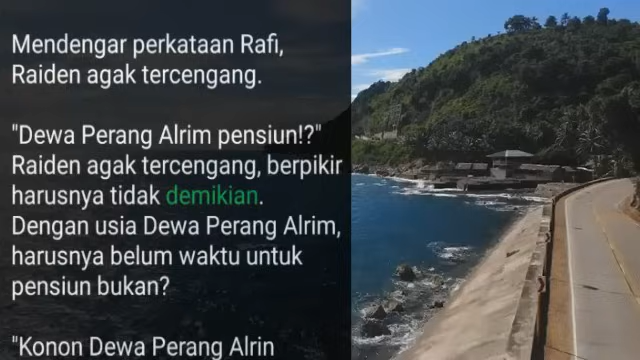 Mendengar perkataan Rafi,
Raiden agak tercengang.
"Dewa Perang Alrim pensiun!?"
Raiden agak tercengang, berpikir
harusnya tidak demikian.
Dengan usia Dewa Perang Alrim,
harusnya belum waktu untuk
pensiun bukan?
"Konon Dewa Perang Alrin